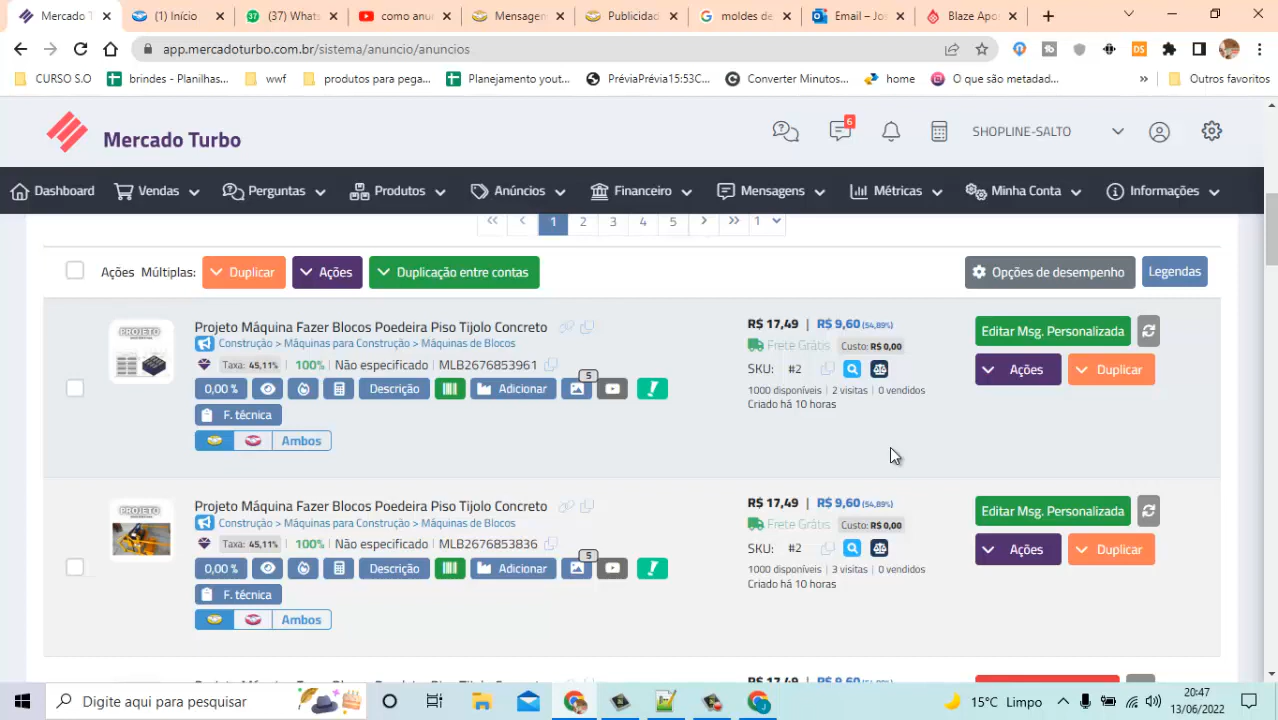 Mercado T
(1) Início
(37) Whats
como anu
Mensagen
Publicidad
moldes de
Email – Jos
Blaze Apos
app.mercadoturbo.com.br/sistema/anuncio/anuncios
CURSO S.O
brindes - Planilhas...
wwf
produtos para pega...
Planejamento yout...
PréviaPrévia15:53C...
Converter Minutos...
home
O que são metadad...
»
Outros favoritos
Mercado Turbo
6
SHOPLINE-SALTO
Dashboard
Vendas
Perguntas
Produtos
Anúncios
Financeiro
Mensagens
Métricas
Minha Conta
Informações
1 2 3 4 5 1
Ações Múltiplas: Duplicar Ações Duplicação entre contas
Opções de desempenho Legendas
PROJETO
Projeto Máquina Fazer Blocos Poedeira Piso Tijolo Concreto
Construção > Máquinas para Construção > Máquinas de Blocos
Taxa: 45,11% | 100% | Não especificado | MLB2676853961
0,00 % Descrição Adicionar 5
F. técnica
Ambos
R$ 17,49 | R$ 9,60 (54,89%)
Frete Grátis Custo: R$ 0,00
SKU: #2
1000 disponíveis | 2 visitas | 0 vendidos
Criado há 10 horas
Editar Msg. Personalizada
Ações Duplicar
PROJETO
Projeto Máquina Fazer Blocos Poedeira Piso Tijolo Concreto
Construção > Máquinas para Construção > Máquinas de Blocos
Taxa: 45,11% | 100% | Não especificado | MLB2676853836
0,00 % Descrição Adicionar 5
F. técnica
Ambos
R$ 17,49 | R$ 9,60 (54,89%)
Frete Grátis Custo: R$ 0,00
SKU: #2
1000 disponíveis | 3 visitas | 0 vendidos
Criado há 10 horas
Editar Msg. Personalizada
Ações Duplicar
R$ 17,49 | R$ 9,60
Digite aqui para pesquisar
15°C Limpo
20:47
13/06/2022